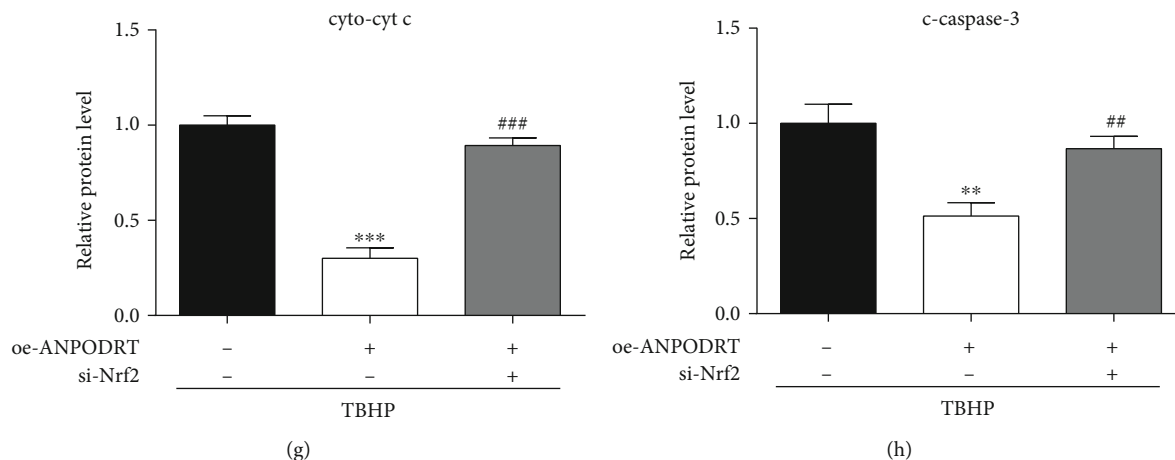 cyto-cyt c
Relative protein level
1.5
1.0
0.5
0.0
***
###
oe-ANPODRT – + +
si-Nrf2 – – +
TBHP
(g)
c-caspase-3
Relative protein level
1.5
1.0
0.5
0.0
**
##
oe-ANPODRT – + +
si-Nrf2 – – +
TBHP
(h)